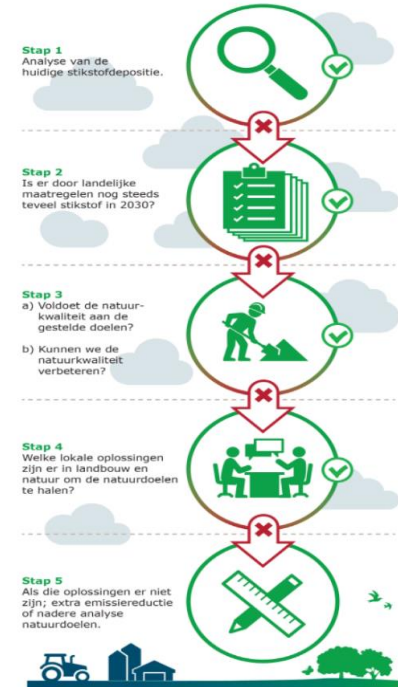 Stap 1
Analyse van de
huidige stikstofdepositie.
Stap 2
Is er door landelijke
maatregelen nog steeds
teveel stikstof in 2030?
Stap 3
a) Voldoet de natuur-
kwaliteit aan de
gestelde doelen?
b) Kunnen we de
natuurkwaliteit
verbeteren?
Stap 4
Welke lokale oplossingen
zijn er in landbouw en
natuur om de natuurdoelen
te halen?
Stap 5
Als die oplossingen er niet
zijn; extra emissiereductie
of nadere analyse
natuurdoelen.